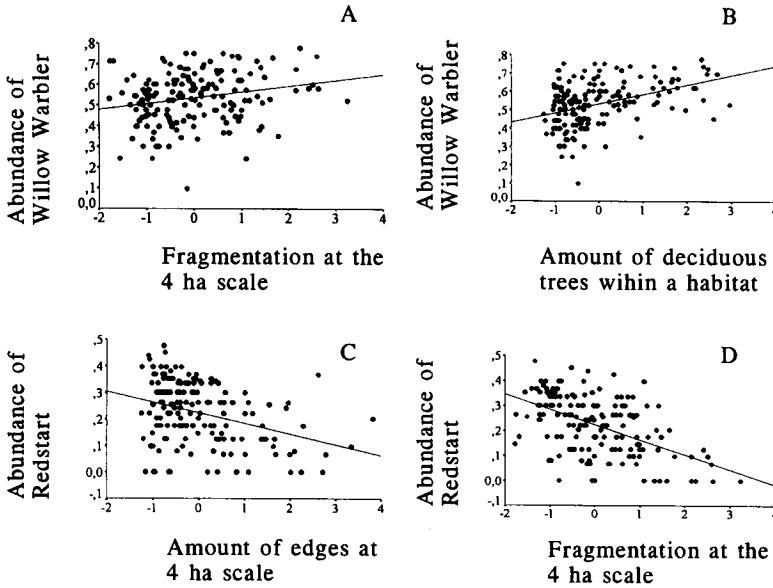 A
Abundance of
Willow Warbler
,8
,7
,6
,5
,4
,3
,2
,1
0,0
-2 -1 0 1 2 3 4
Fragmentation at the
4 ha scale
B
Abundance of
Willow Warbler
,8
,7
,6
,5
,4
,3
,2
,1
0,0
-2 -1 0 1 2 3 4
Amount of deciduous
trees wihin a habitat
C
Abundance of
Redstart
,5
,4
,3
,2
,1
0,0
-,1
-2 -1 0 1 2 3 4
Amount of edges at
4 ha scale
D
Abundance of
Redstart
,5
,4
,3
,2
,1
0,0
-,1
-2 -1 0 1 2 3 4
Fragmentation at the
4 ha scale